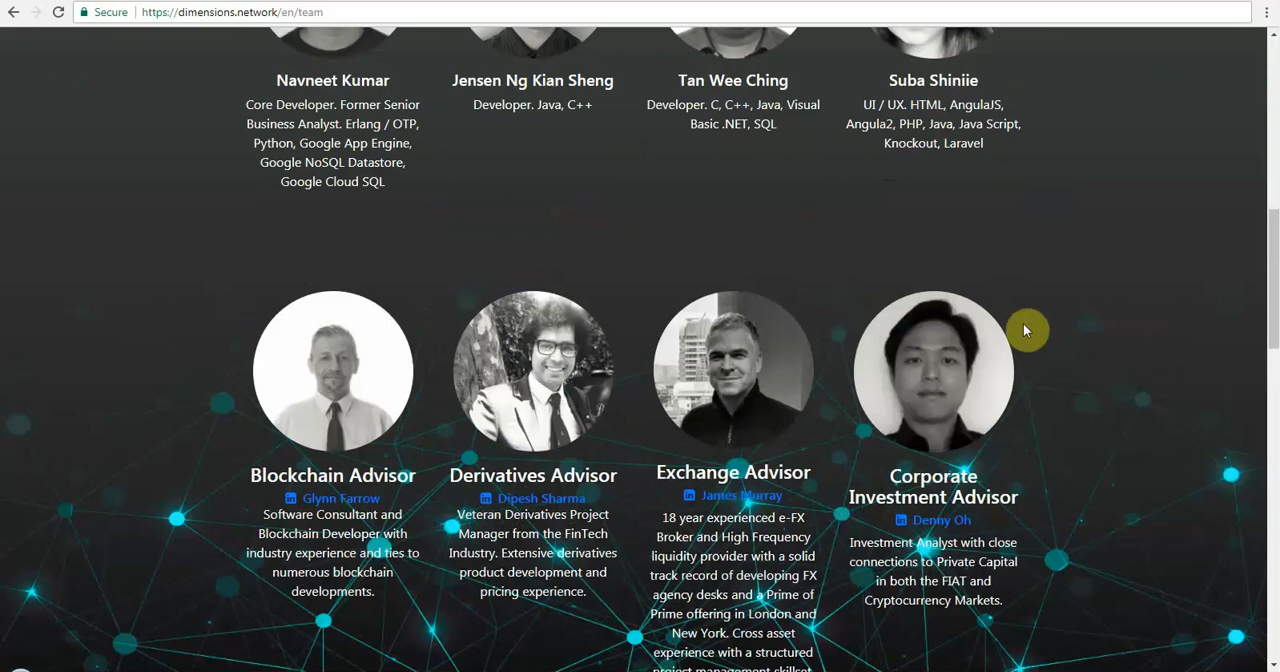 Secure https://dimensions.network/en/team
Navneet Kumar
Core Developer. Former Senior
Business Analyst. Erlang / OTP,
Python, Google App Engine,
Google NoSQL Datastore,
Google Cloud SQL
Jensen Ng Kian Sheng
Developer. Java, C++
Tan Wee Ching
Developer. C, C++, Java, Visual
Basic .NET, SQL
Suba Shiniie
UI / UX. HTML, AngularJS,
Angular2, PHP, Java, Java Script,
Knockout, Laravel
Blockchain Advisor
Glynn Farrow
Software Consultant and
Blockchain Developer with
industry experience and ties to
numerous blockchain
developments.
Derivatives Advisor
Dipesh Sharma
Veteran Derivatives Project
Manager from the FinTech
Industry. Extensive derivatives
product development and
pricing experience.
Exchange Advisor
James Murray
18 year experienced e-FX
Broker and High Frequency
liquidity provider with a solid
track record of developing FX
agency desks and a Prime of
Prime offering in London and
New York. Cross asset
experience with a structured
project management skillset
Corporate
Investment Advisor
Denny Oh
Investment Analyst with close
connections to Private Capital
in both the FIAT and
Cryptocurrency Markets.